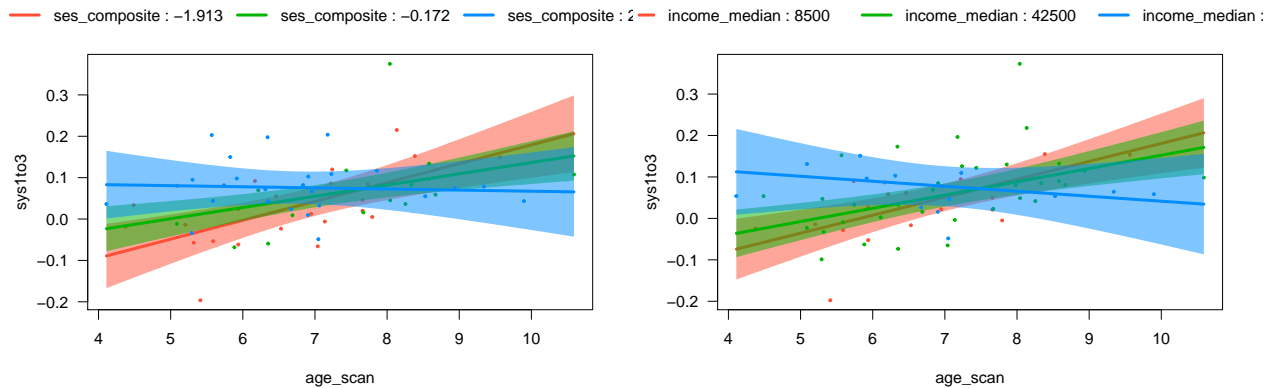 ses_composite : −1.913 ses_composite : −0.172 ses_composite : income_median : 8500 income_median : 42500 income_median :
0.3 0.3
0.2 0.2
0.1 0.1
0.0 0.0
−0.1 −0.1
−0.2 −0.2
sys1to3 sys1to3
4 5 6 7 8 9 10 4 5 6 7 8 9 10
age_scan age_scan